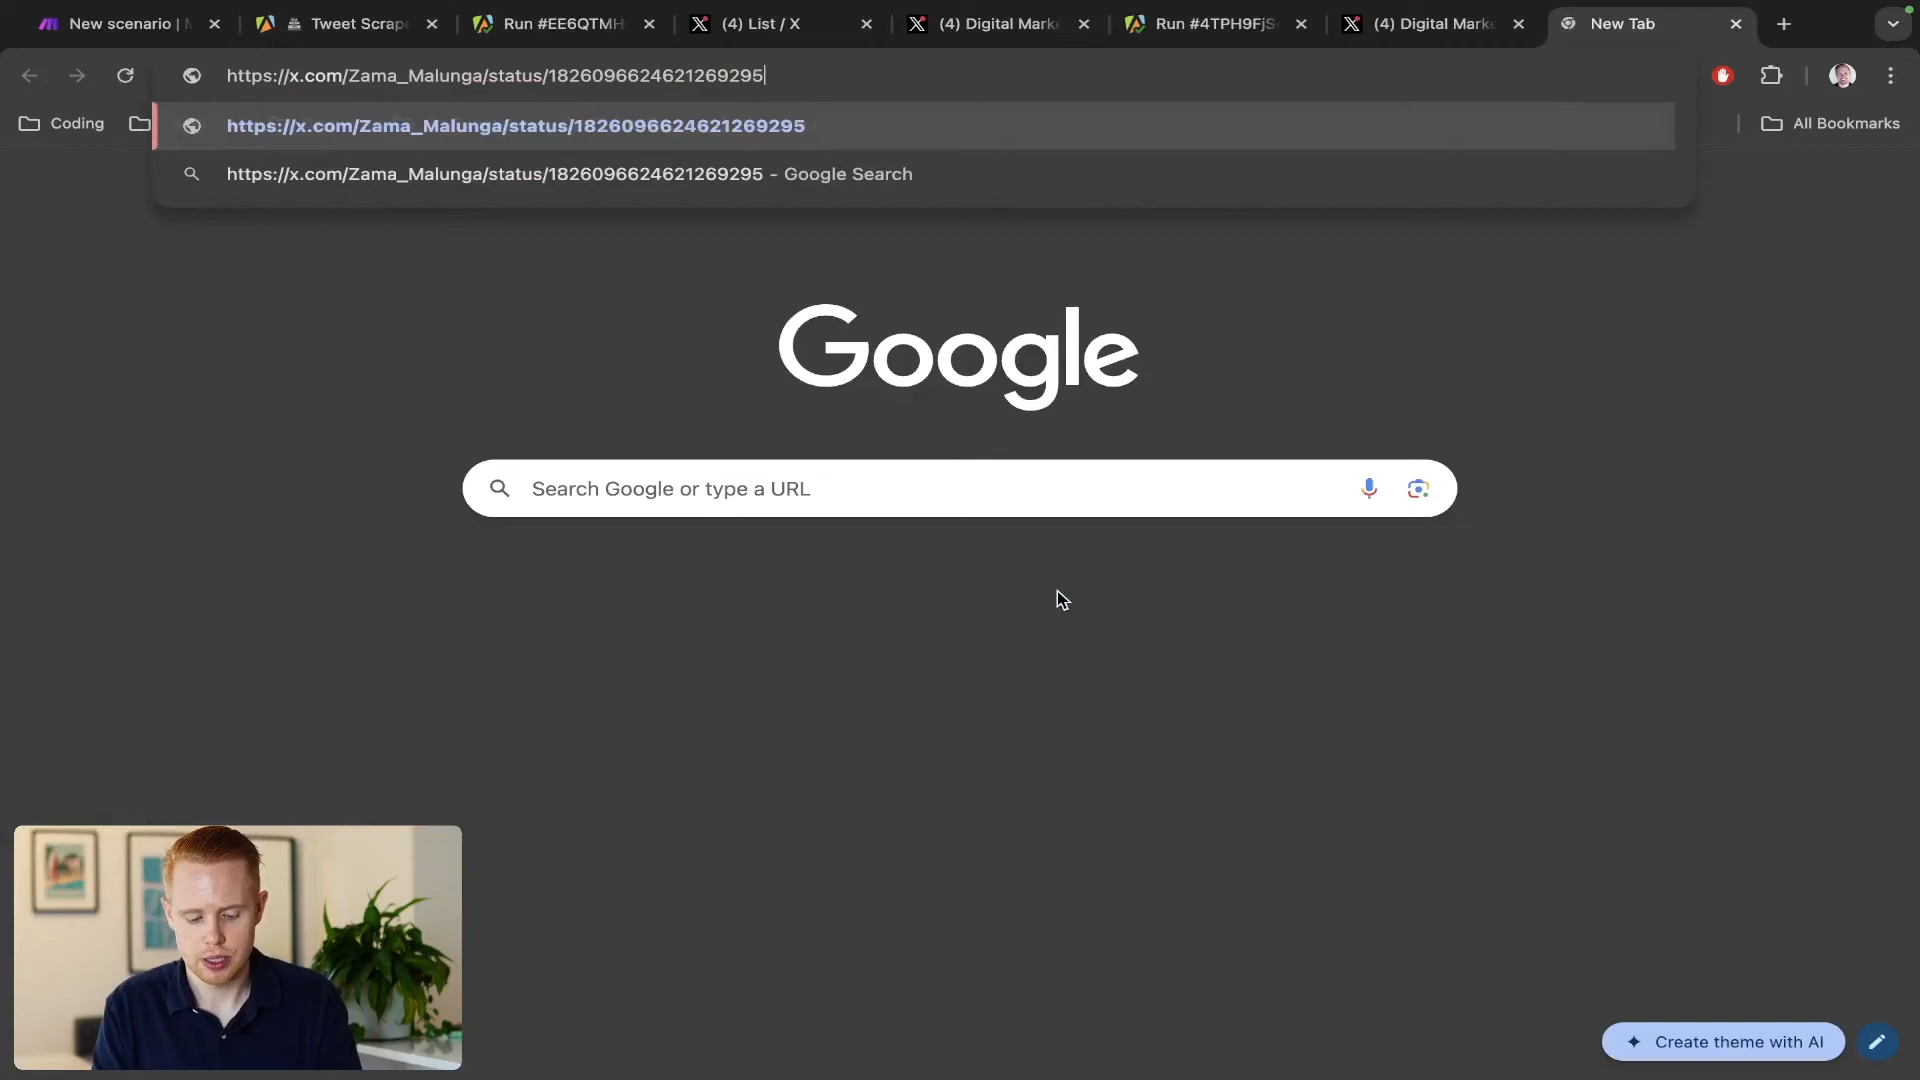 New scenario | M
Tweet Scrap
Run #EE6QTMH
(4) List / X
(4) Digital Mark
Run #4TPH9FjS
(4) Digital Mark
New Tab
https://x.com/Zama_Malunga/status/1826096624621269295
Coding
https://x.com/Zama_Malunga/status/1826096624621269295
All Bookmarks
https://x.com/Zama_Malunga/status/1826096624621269295 - Google Search
Google
Search Google or type a URL
Create theme with AI